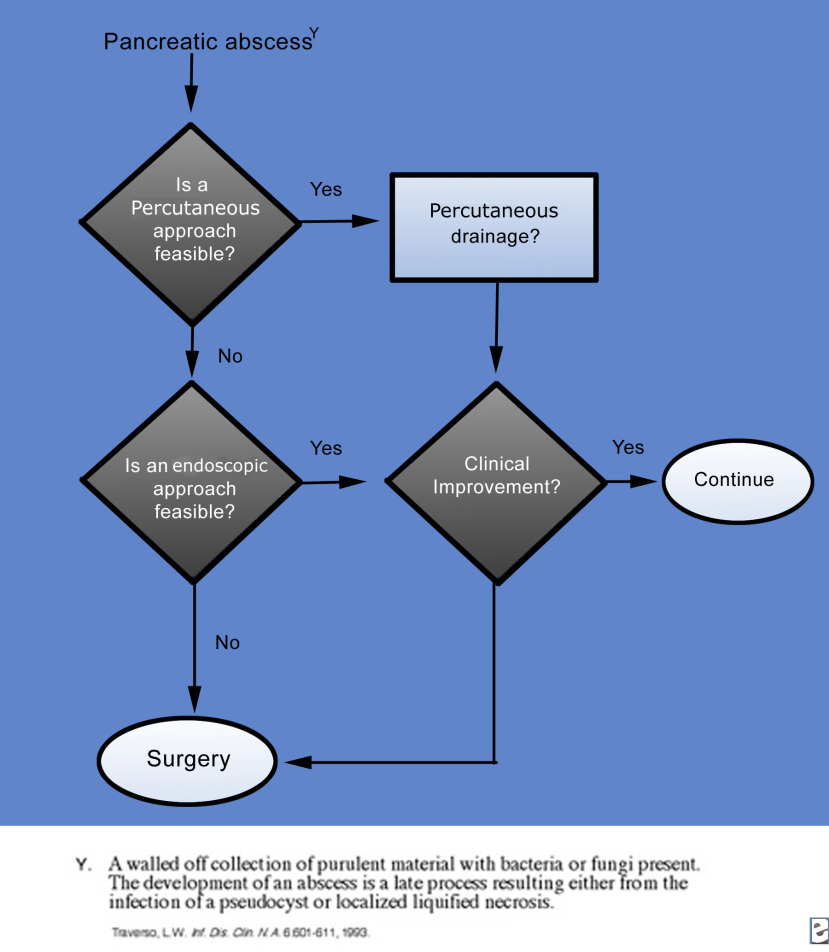 Pancreatic abscess Y
Is a
Percutaneous
approach
feasible?
Yes
Percutaneous
drainage?
No
Is an endoscopic
approach
feasible?
Yes
Clinical
Improvement?
Yes
Continue
No
Surgery
Y. A walled off collection of purulent material with bacteria or fungi present.
The development of an abscess is a late process resulting either from the
infection of a pseudocyst or localized liquified necrosis.
Traverso, L.W. Inf. Dis. Clin. N. A. 6:601-611, 1993.
e